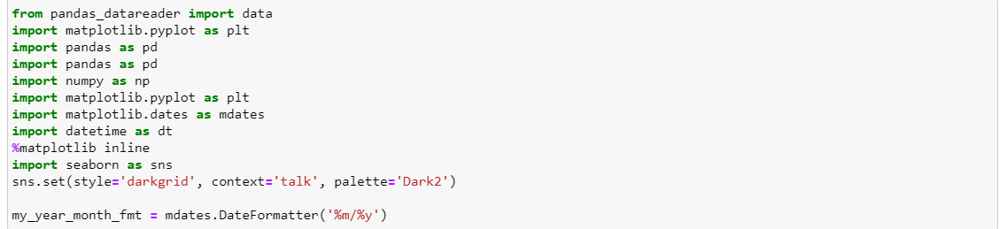 from pandas_datareader import data
import matplotlib.pyplot as plt
import pandas as pd
import pandas as pd
import numpy as np
import matplotlib.pyplot as plt
import matplotlib.dates as mdates
import datetime as dt
%matplotlib inline
import seaborn as sns
sns.set(style='darkgrid', context='talk', palette='Dark2')

my_year_month_fmt = mdates.DateFormatter('%m/%y')